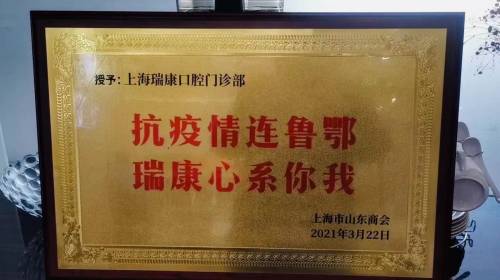 授予：上海瑞康口腔门诊部
抗疫情连鲁鄂
瑞康心系你我
上海市山东商会
2021年3月22日